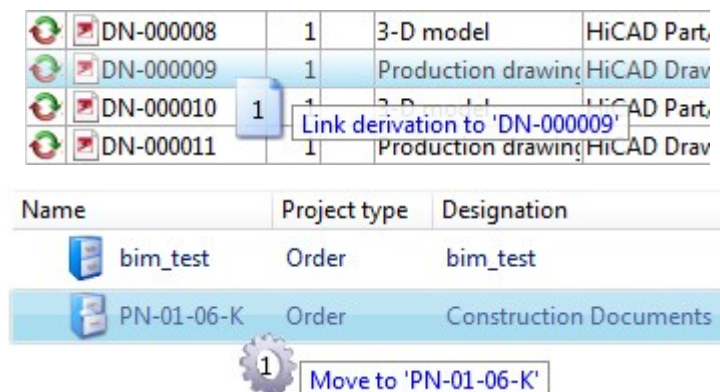 DN-000008 1 3-D model HiCAD Part,
DN-000009 1 Production drawing HiCAD Draw
DN-000010 1 3-D model HiCAD Part,
1 Link derivation to 'DN-000009'
DN-000011 1 Production drawing HiCAD Draw
Name Project type Designation
bim_test Order bim_test
PN-01-06-K Order Construction Documents
1 Move to 'PN-01-06-K'